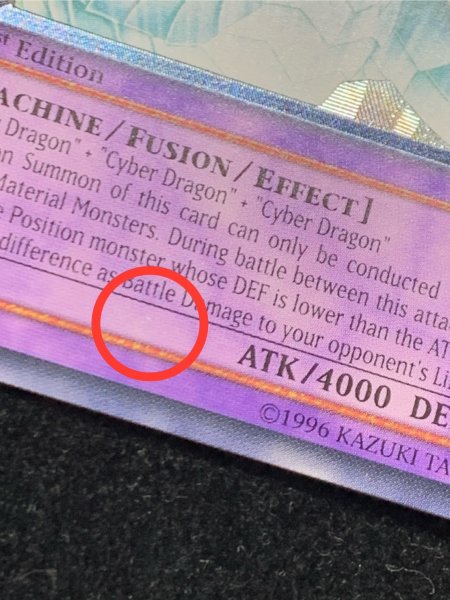 st Edition
ACHINE / FUSION / EFFECT]
Dragon" + "Cyber Dragon" + "Cyber Dragon"
on Summon of this card can only be conducted
Material Monsters. During battle between this atta
e Position monster whose DEF is lower than the AT
difference as Battle Damage to your opponent's Li
ATK/4000 DE
©1996 KAZUKI TA